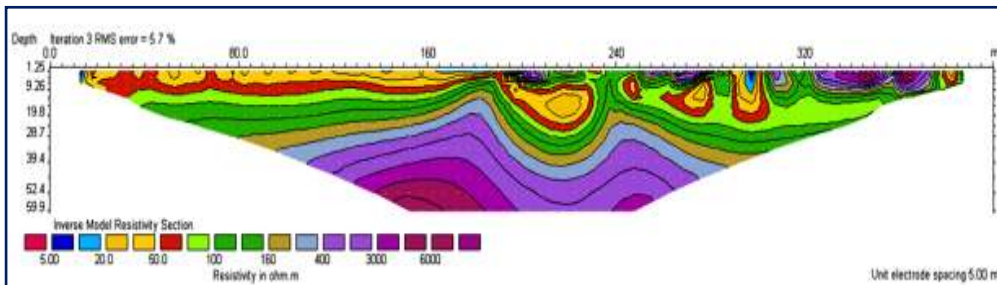 Depth Iteration 3 RMS error = 5.7 %
0.0 80.0 160 240 320 m
1.25
9.26
19.8
28.7
39.4
52.4
59.9
Inverse Model Resistivity Section
5.00 20.0 50.0 100 160 400 3000 6000
Resistivity in ohm.m
Unit electrode spacing 5.00 m